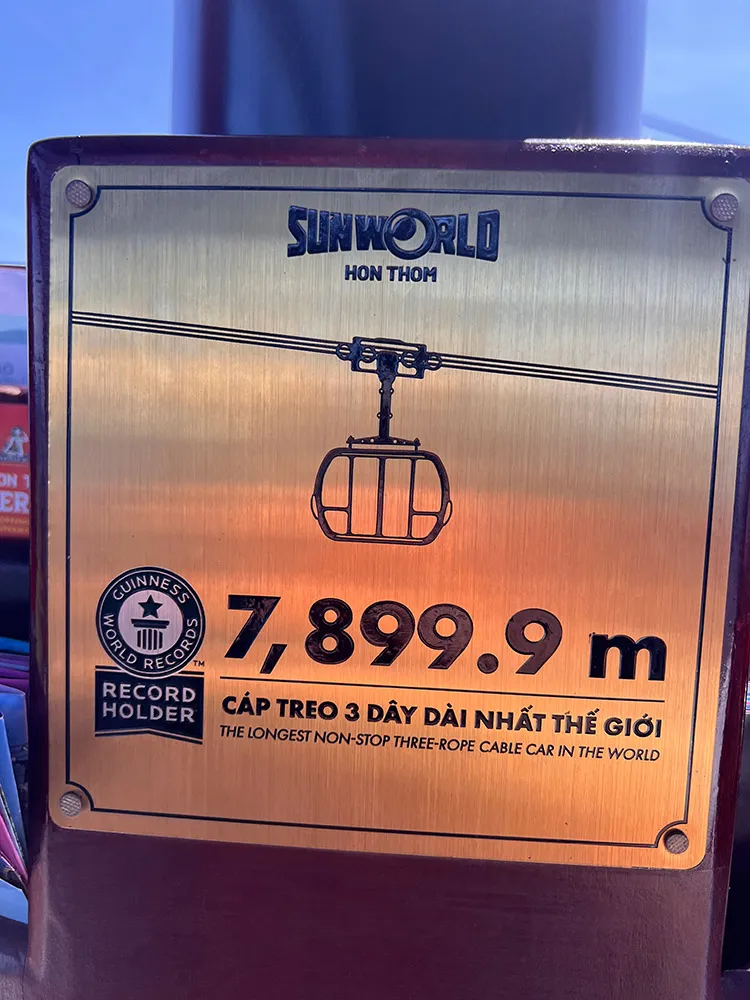 SUNWORLD
HON THOM
GUINNESS
WORLD RECORDS
™
RECORD
HOLDER
7,899.9 m
CÁP TREO 3 DÂY DÀI NHẤT THẾ GIỚI
THE LONGEST NON-STOP THREE-ROPE CABLE CAR IN THE WORLD